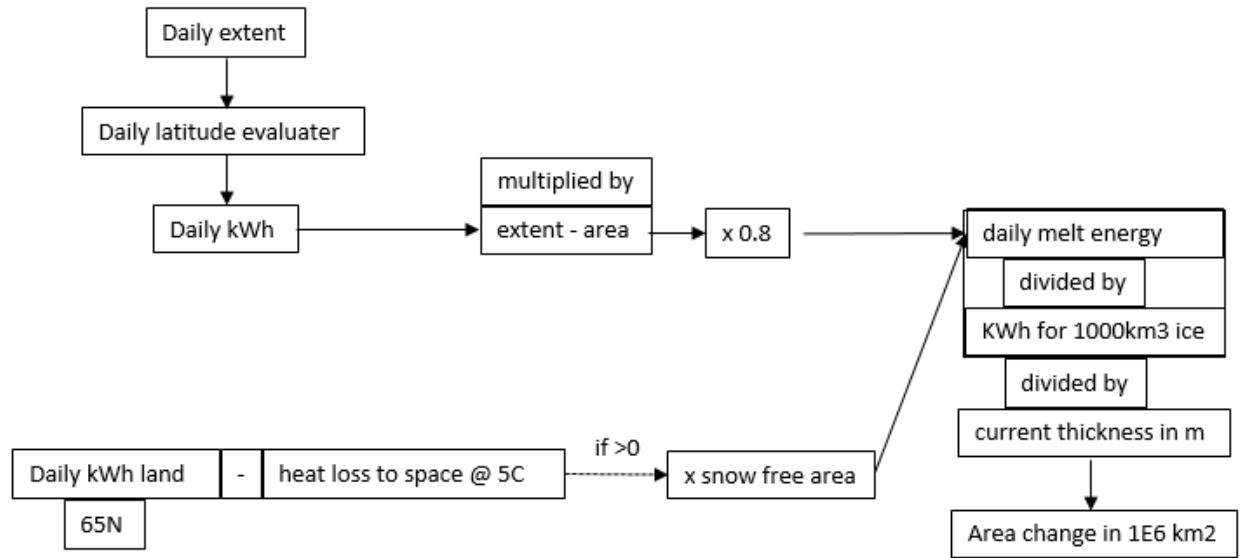 Daily extent
Daily latitude evaluater
Daily kWh
multiplied by
extent - area
x 0.8
daily melt energy
divided by
KWh for 1000km3 ice
divided by
current thickness in m
Area change in 1E6 km2
Daily kWh land - heat loss to space @ 5C
65N
if >0
x snow free area